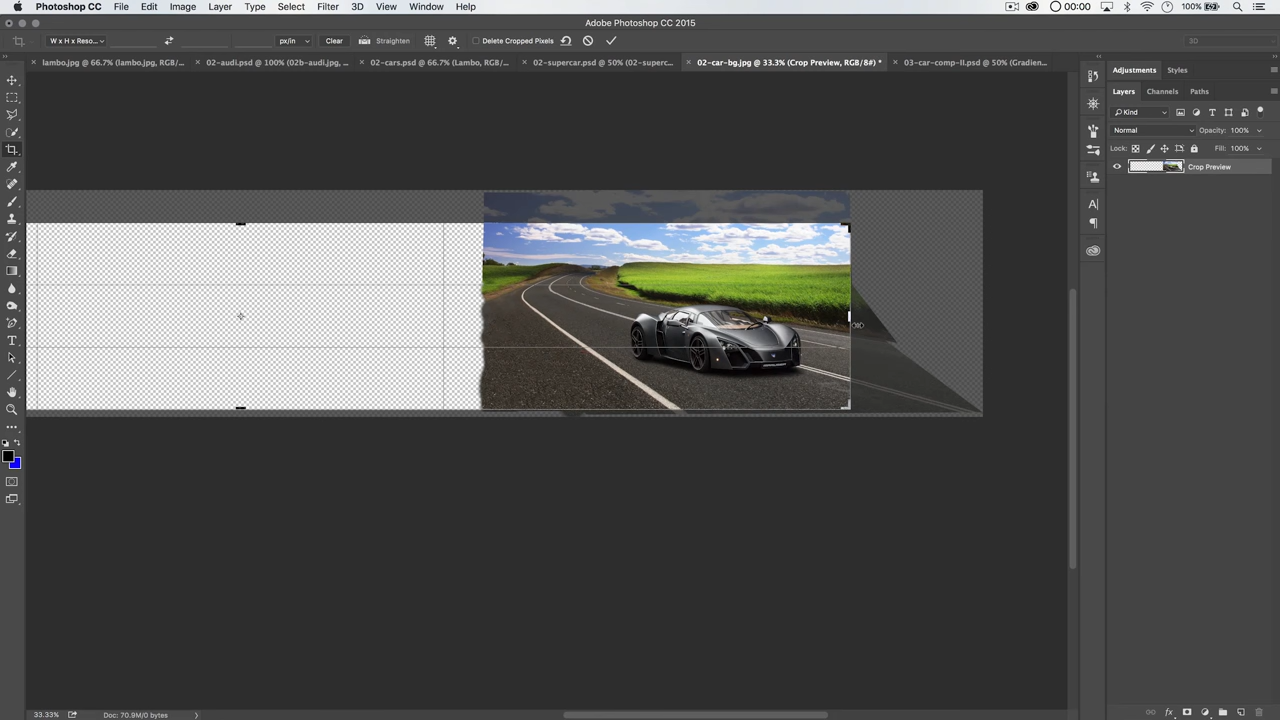 Photoshop CC File Edit Image Layer Type Select Filter 3D View Window Help 00:00 100%
Adobe Photoshop CC 2015
W x H x Reso... px/in Clear Straighten Delete Cropped Pixels 3D
lambo.jpg @ 66.7% (lambo.jpg, RGB/... 02-audi.psd @ 100% (02b-audi.jpg, ... 02-cars.psd @ 66.7% (Lambo, RGB/... 02-supercar.psd @ 50% (02-superc... 02-car-bg.jpg @ 33.3% (Crop Preview, RGB/8#) * 03-car-comp-II.psd @ 50% (Gradien...
Adjustments Styles
Layers Channels Paths
Kind
Normal Opacity: 100%
Lock: Fill: 100%
Crop Preview
33.33% Doc: 70.9M/0 bytes